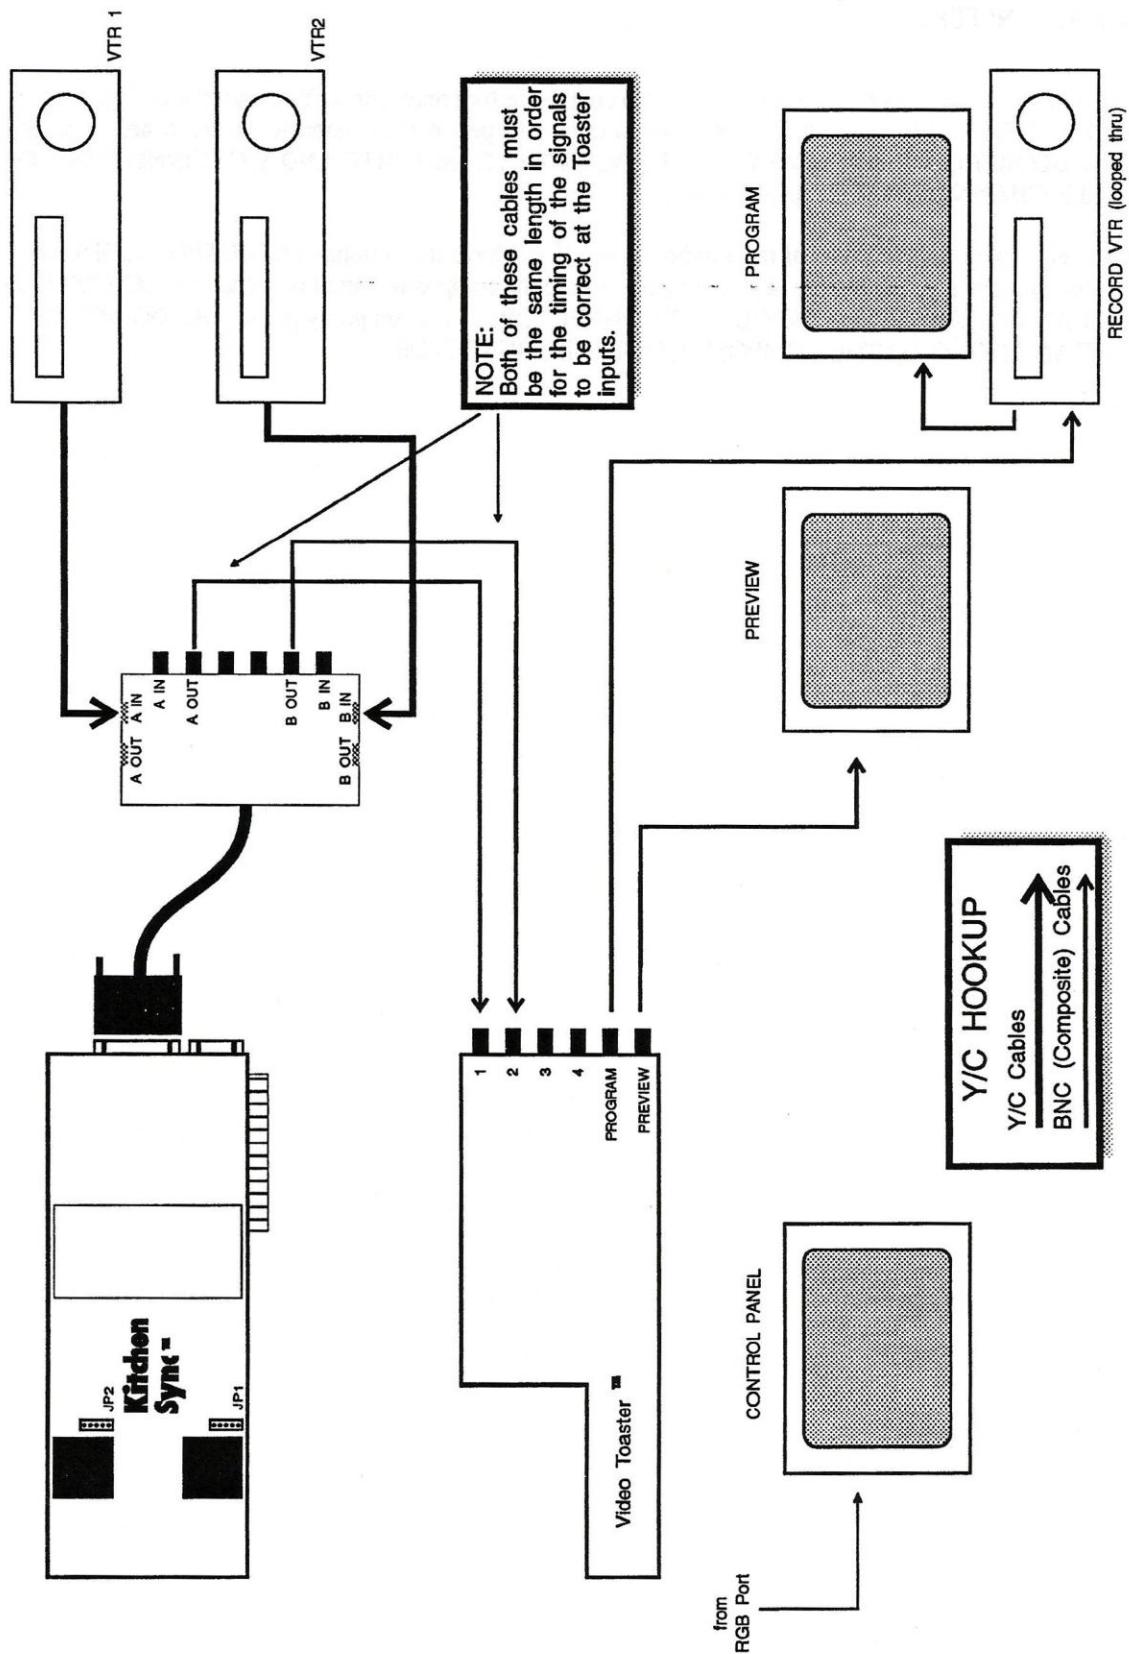 VTR 1
VTR2
A OUT
A IN
A IN
A OUT
B OUT
B IN
B OUT
B IN
Kitchen
Sync™
JP2
JP1
NOTE:
Both of these cables must
be the same length in order
for the timing of the signals
to be correct at the Toaster
inputs.
1
2
3
4
PROGRAM
PREVIEW
Video Toaster ™
from
RGB Port
CONTROL PANEL
PREVIEW
PROGRAM
RECORD VTR (looped thru)
Y/C HOOKUP
Y/C Cables
BNC (Composite) Cables